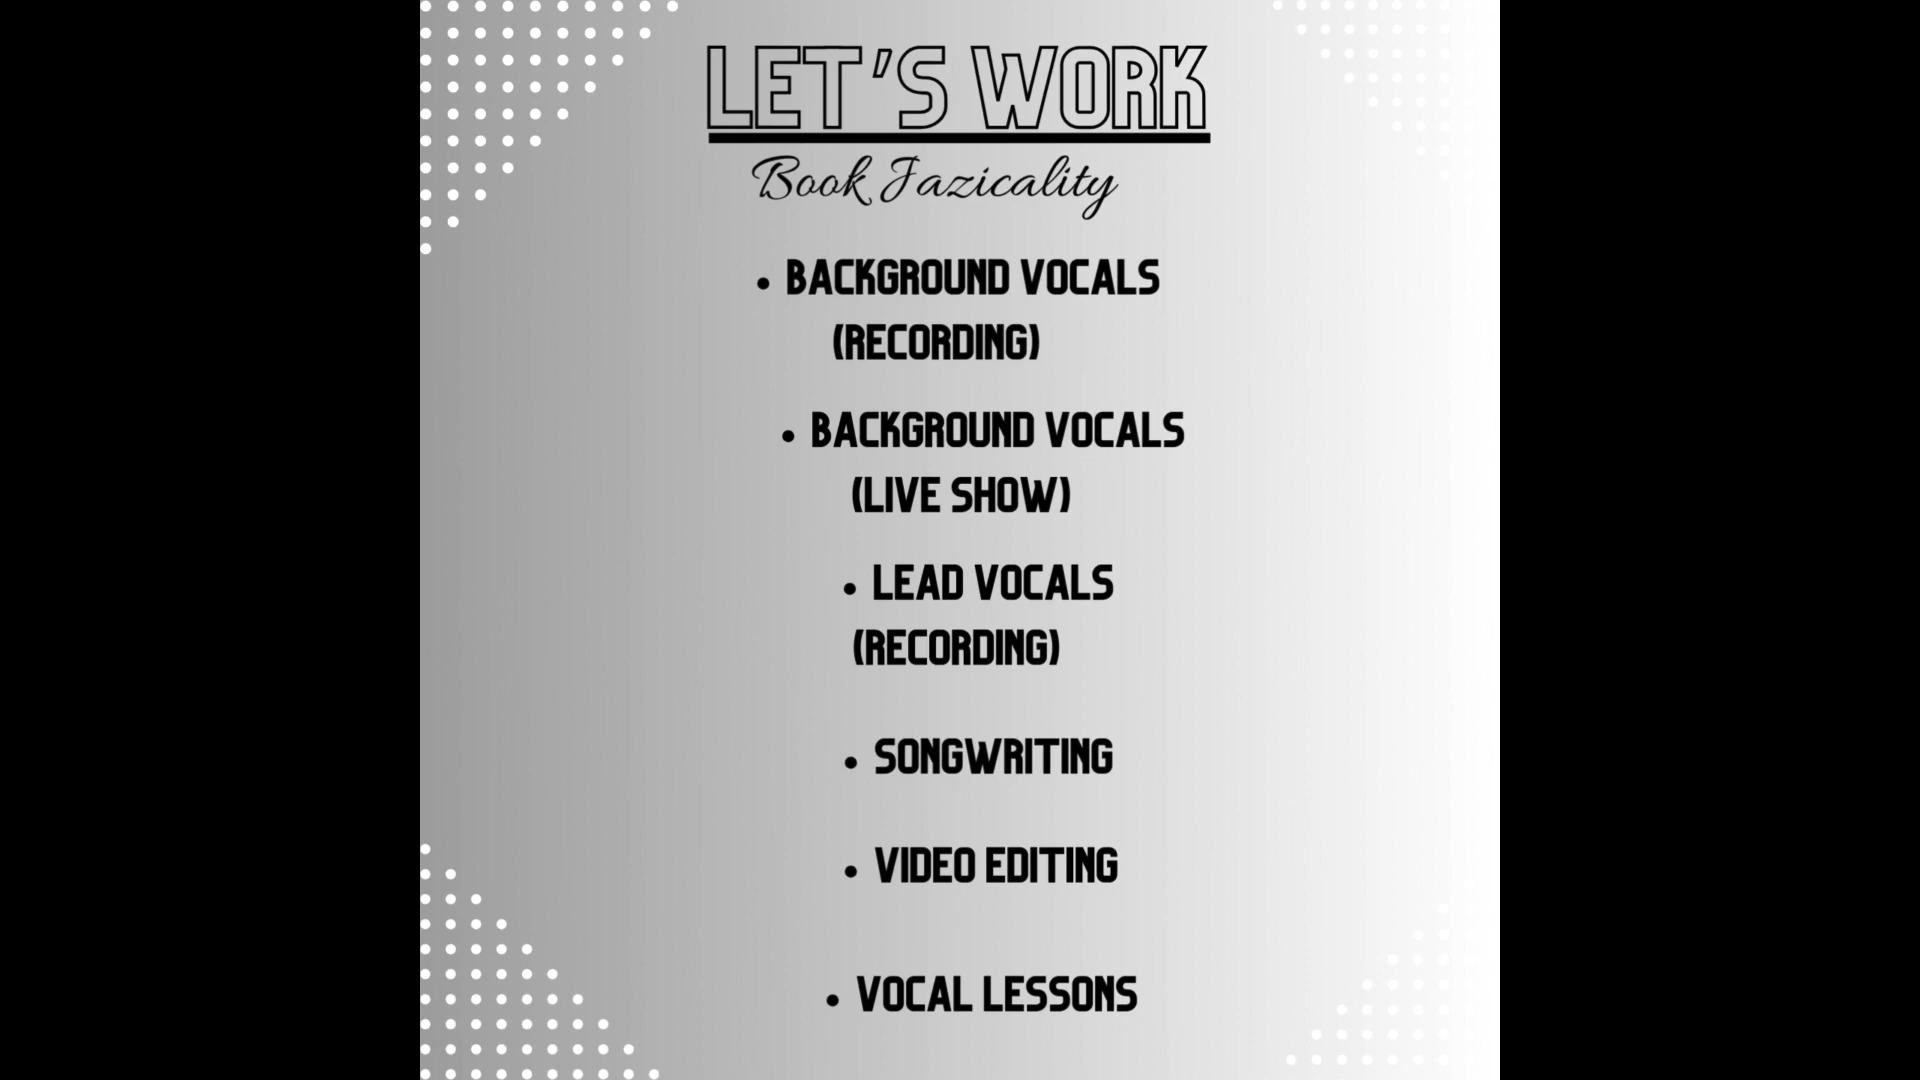 LET'S WORK
Book Jazicality
• BACKGROUND VOCALS
(RECORDING)
• BACKGROUND VOCALS
(LIVE SHOW)
• LEAD VOCALS
(RECORDING)
• SONGWRITING
• VIDEO EDITING
• VOCAL LESSONS